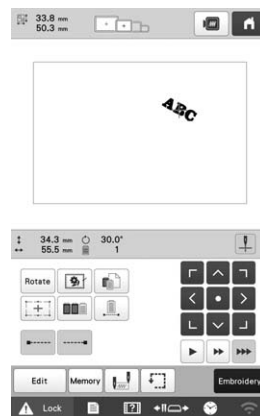 33.8 mm
50.3 mm
ABC
34.3 mm 30.0°
55.5 mm 1
Rotate
Edit Memory Embroidery
Lock [?]